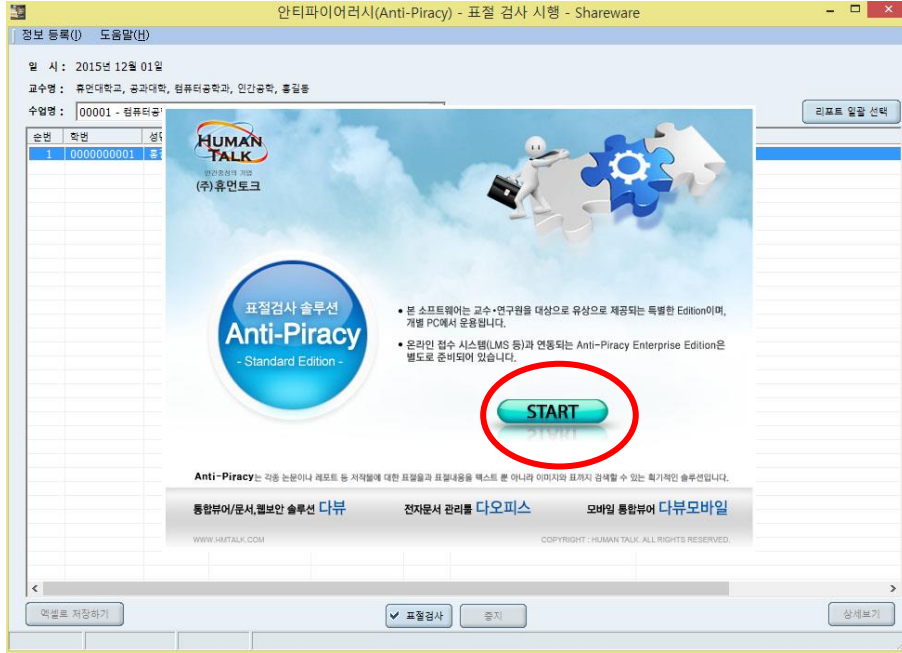 안티파이어러시(Anti-Piracy) - 표절 검사 시행 - Shareware
정보 등록(I) 도움말(H)
일 시 : 2015년 12월 01일
교수명 : 휴먼대학교, 공과대학, 컴퓨터공학과, 인간공학, 홍길동
수업명 : 00001 - 컴퓨터공
리포트 일괄 선택
순번 학번
1 0000000001
HUMAN
TALK
인간중심의 기업
(주)휴먼토크
표절검사 솔루션
Anti-Piracy
- Standard Edition -
• 본 소프트웨어는 교수•연구원을 대상으로 유상으로 제공되는 특별한 Edition이며,
개별 PC에서 운용됩니다.
• 온라인 접수 시스템(LMS 등)과 연동되는 Anti-Piracy Enterprise Edition은
별도로 준비되어 있습니다.
START
Anti-Piracy는 각종 논문이나 레포트 등 저작물에 대한 표절율과 표절내용을 텍스트 뿐 아니라 이미지와 표까지 검색할 수 있는 획기적인 솔루션입니다.
통합뷰어/문서,웹보안 솔루션 다뷰 전자문서 관리툴 다오피스 모바일 통합뷰어 다뷰모바일
WWW.HMTALK.COM COPYRIGHT : HUMAN TALK. ALL RIGHTS RESERVED.
엑셀로 저장하기 표절검사 중지 상세보기